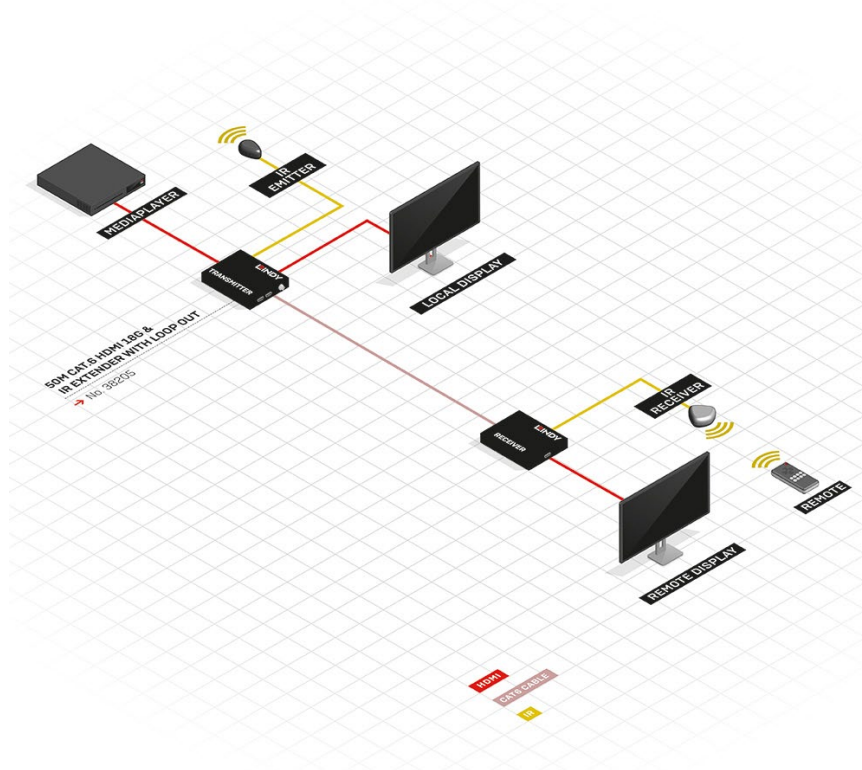 IR
EMITTER
MEDIAPLAYER
LINDY
TRANSMITTER
LOCAL DISPLAY
50M CAT.6 HDMI 18G &
IR EXTENDER WITH LOOP OUT
No. 38205
IR
RECEIVER
LINDY
RECEIVER
REMOTE
REMOTE DISPLAY
HDMI
CAT6 CABLE
IR